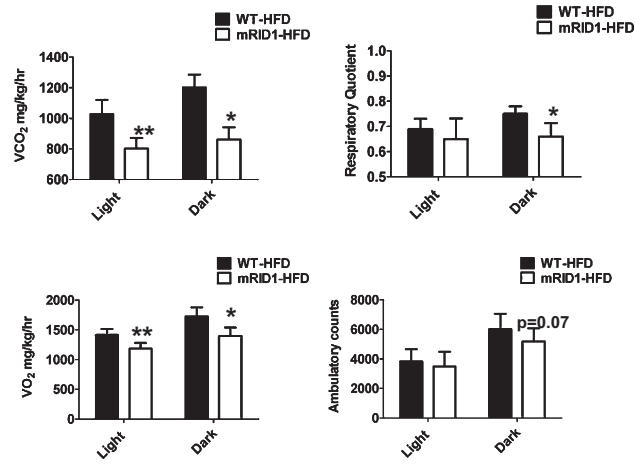 WT-HFD
mRID1-HFD
VCO2 mg/kg/hr
1400
1200
1000
800
600
**
*
Light
Dark
WT-HFD
mRID1-HFD
Respiratory Quotient
1.0
0.9
0.8
0.7
0.6
0.5
*
Light
Dark
WT-HFD
mRID1-HFD
VO2 mg/kg/hr
2000
1500
1000
500
0
**
*
Light
Dark
WT-HFD
mRID1-HFD
Ambulatory counts
8000
6000
4000
2000
0
p=0.07
Light
Dark